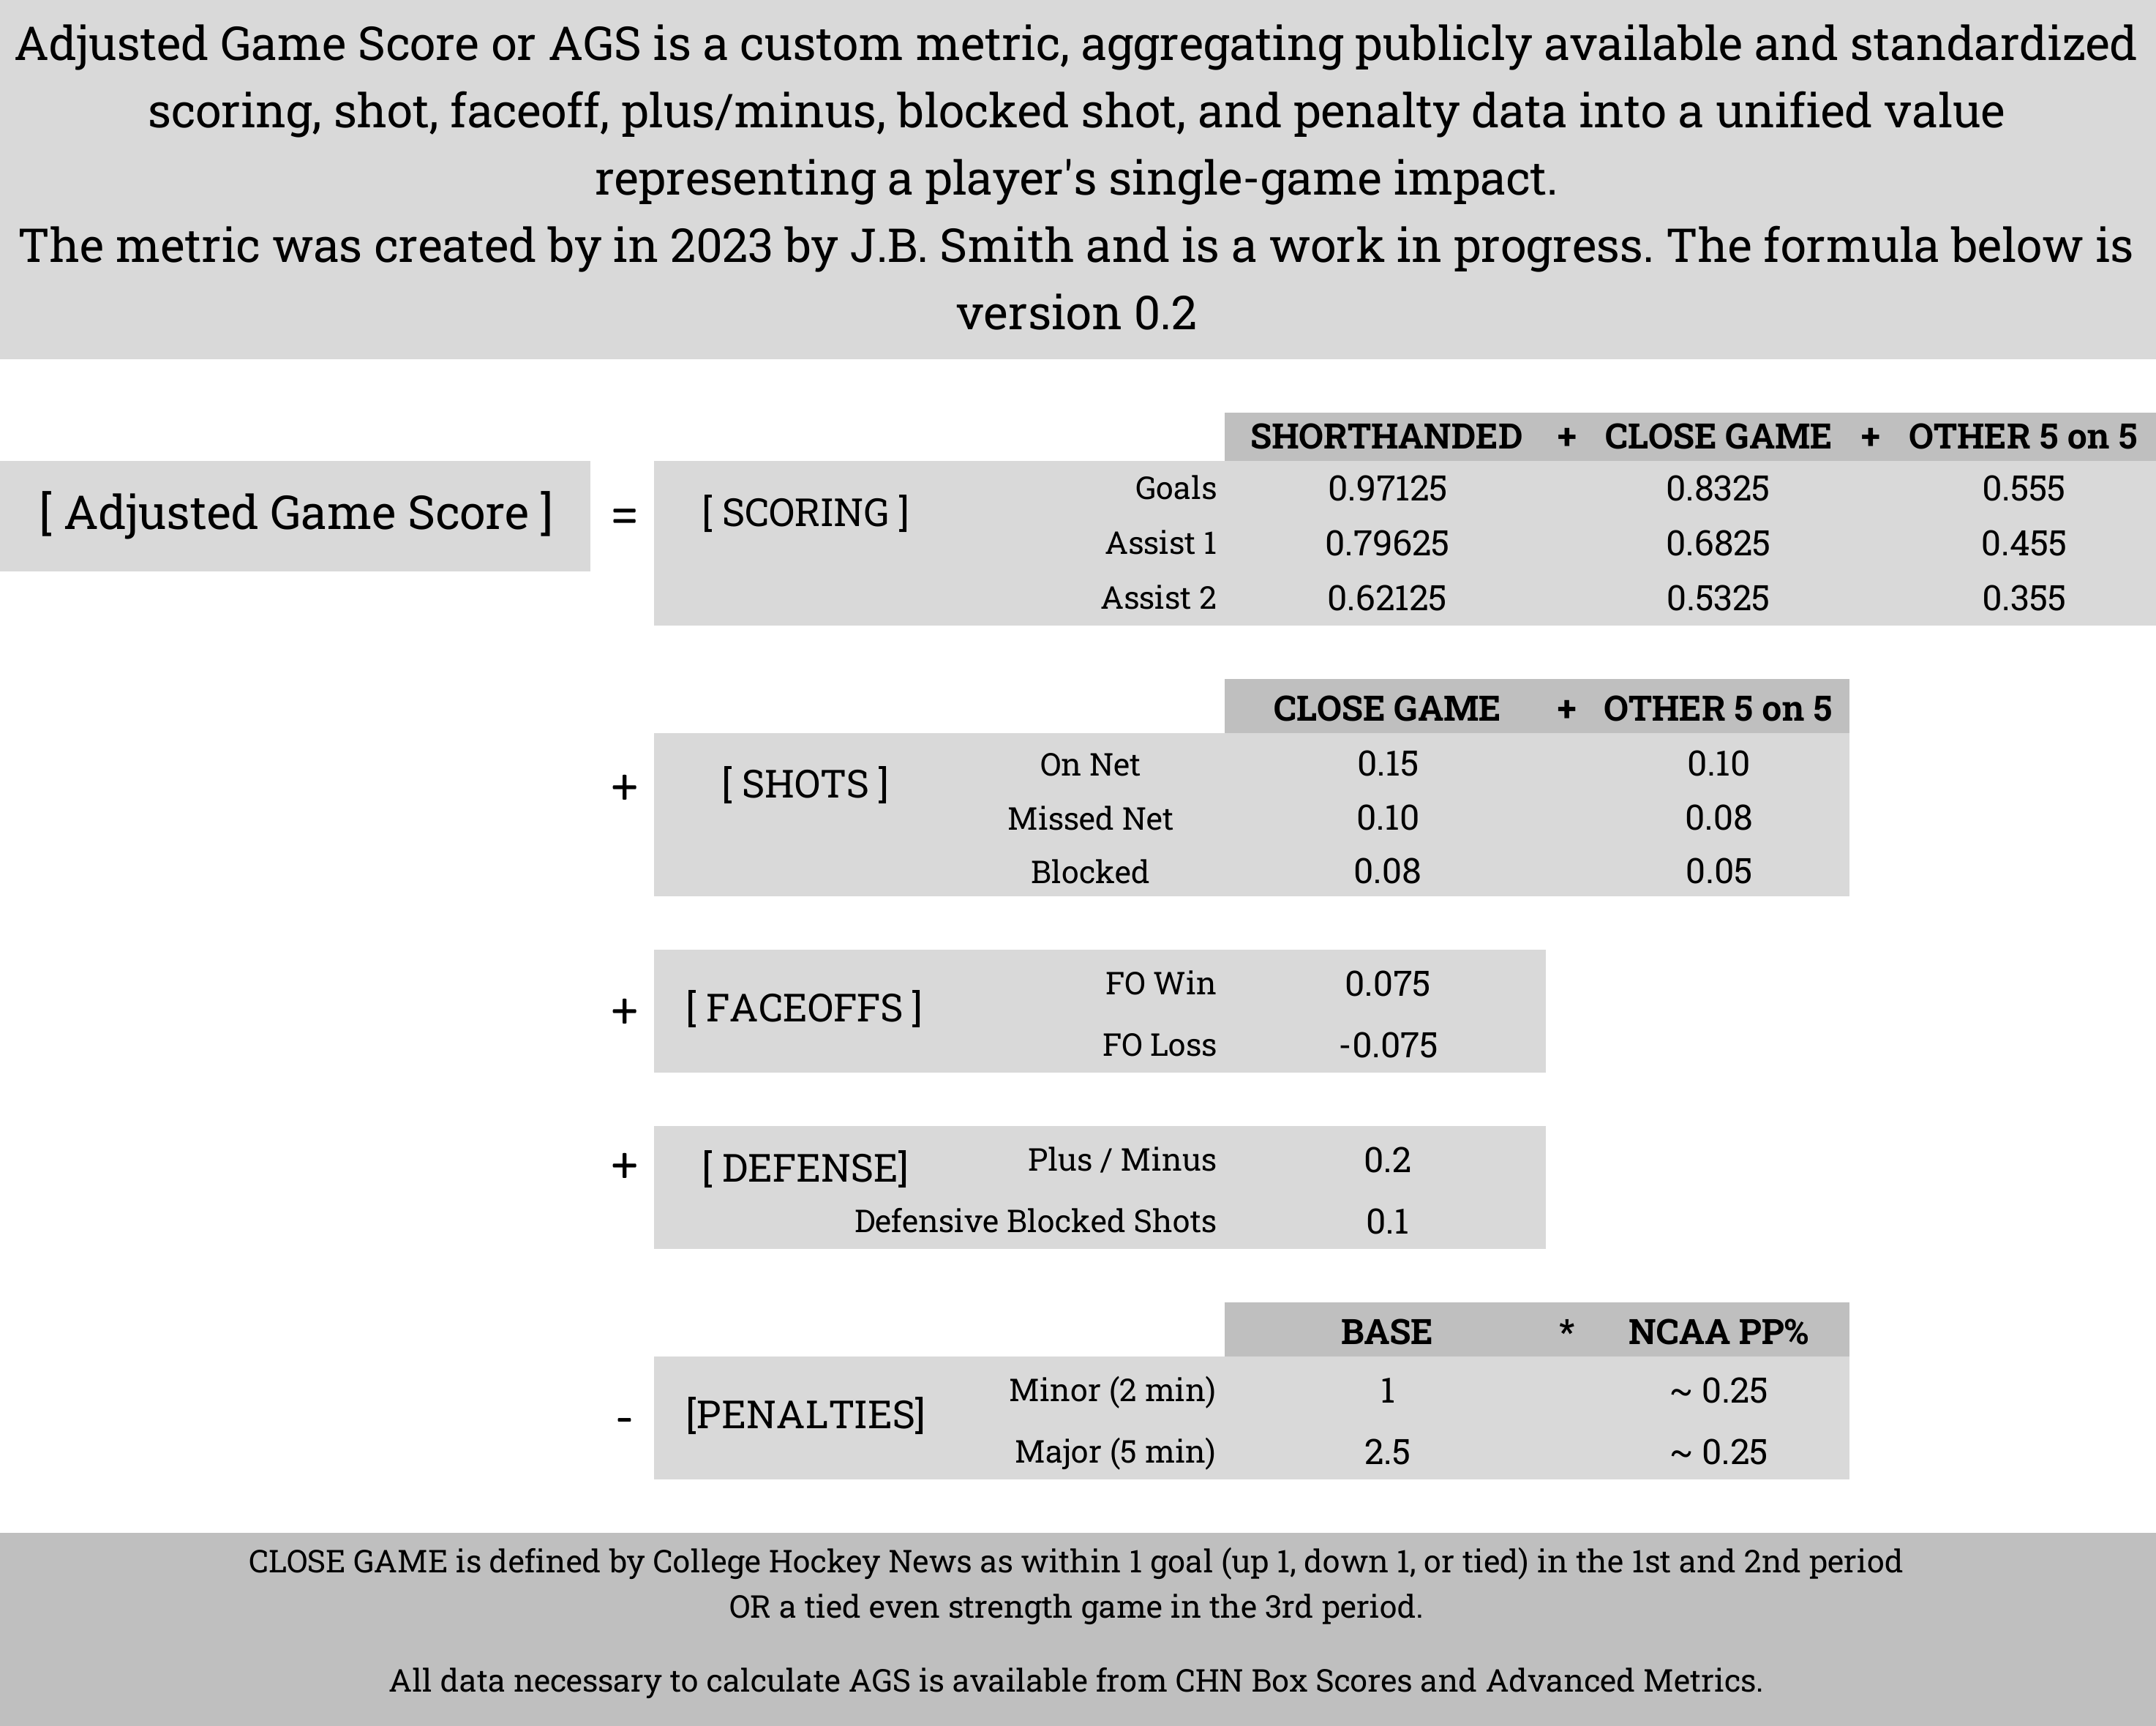 Adjusted Game Score or AGS is a custom metric, aggregating publicly available and standardized
scoring, shot, faceoff, plus/minus, blocked shot, and penalty data into a unified value
representing a player's single-game impact.
The metric was created by in 2023 by J.B. Smith and is a work in progress. The formula below is
version 0.2
SHORTHANDED + CLOSE GAME + OTHER 5 on 5
[ Adjusted Game Score ] = [ SCORING ] Goals 0.97125 0.8325 0.555
Assist 1 0.79625 0.6825 0.455
Assist 2 0.62125 0.5325 0.355
CLOSE GAME + OTHER 5 on 5
+ [ SHOTS ] On Net 0.15 0.10
Missed Net 0.10 0.08
Blocked 0.08 0.05
+ [ FACEOFFS ] FO Win 0.075
FO Loss -0.075
+ [ DEFENSE] Plus / Minus 0.2
Defensive Blocked Shots 0.1
BASE * NCAA PP%
- [PENALTIES] Minor (2 min) 1 ~ 0.25
Major (5 min) 2.5 ~ 0.25
CLOSE GAME is defined by College Hockey News as within 1 goal (up 1, down 1, or tied) in the 1st and 2nd period
OR a tied even strength game in the 3rd period.
All data necessary to calculate AGS is available from CHN Box Scores and Advanced Metrics.